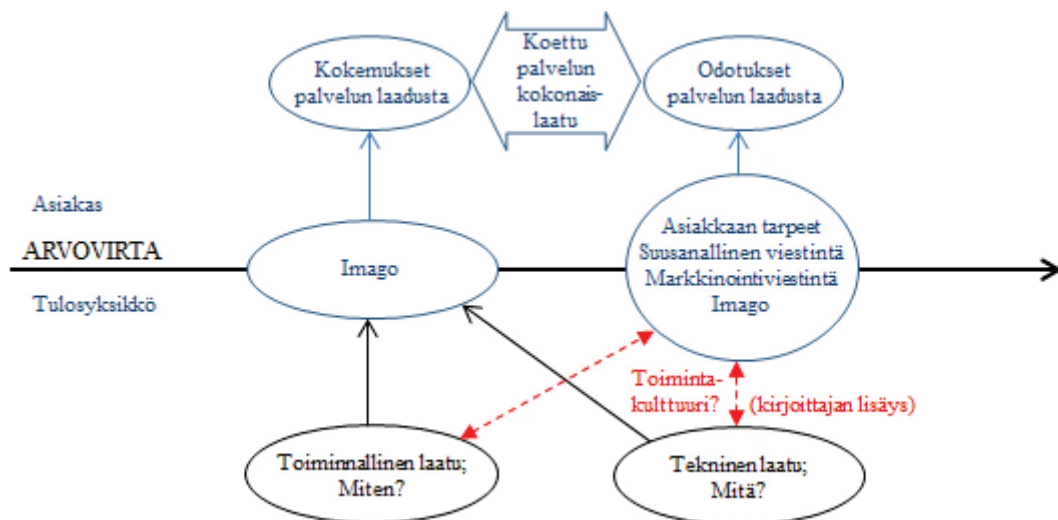 Kokemukset
palvelun laadusta
Koettu
palvelun
kokonais-
laatu
Odotukset
palvelun laadusta
Asiakas
ARVOVIRTA
Tulosyksikkö
Imago
Asiakkaan tarpeet
Suusanallinen viestintä
Markkinointiviestintä
Imago
Toiminta-
kulttuuri?
(kirjoittajan lisäys)
Toiminnallinen laatu;
Miten?
Tekninen laatu;
Mitä?